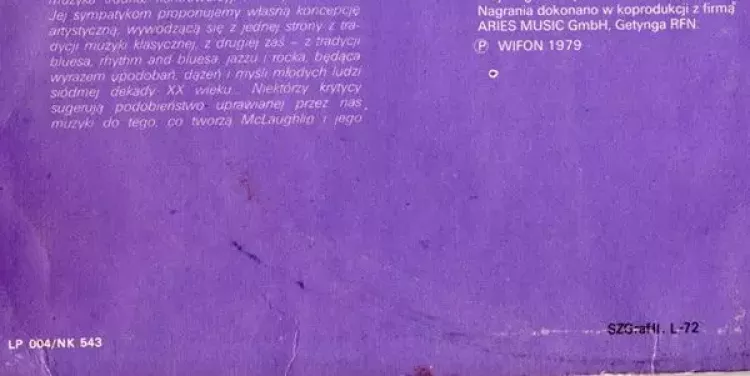 Jej sympatykom proponujemy własną koncepcję
artystyczną, wywodzącą się z jednej strony z tra-
dycji muzyki klasycznej, z drugiej zaś – z tradycji
bluesa, rhythm and bluesa, jazzu i rocka, będącą
wyrazem upodobań, dążeń i myśli młodych ludzi
siódmej dekady XX wieku... Niektórzy krytycy
sugerują podobieństwo uprawianej przez nas
muzyki do tego, co tworzą McLaughlin i jego
Nagrania dokonano w koprodukcji z firmą
ARIES MUSIC GmbH, Getynga RFN.
Ⓟ WIFON 1979
SZGraf II. L-72
LP 004/NK 543